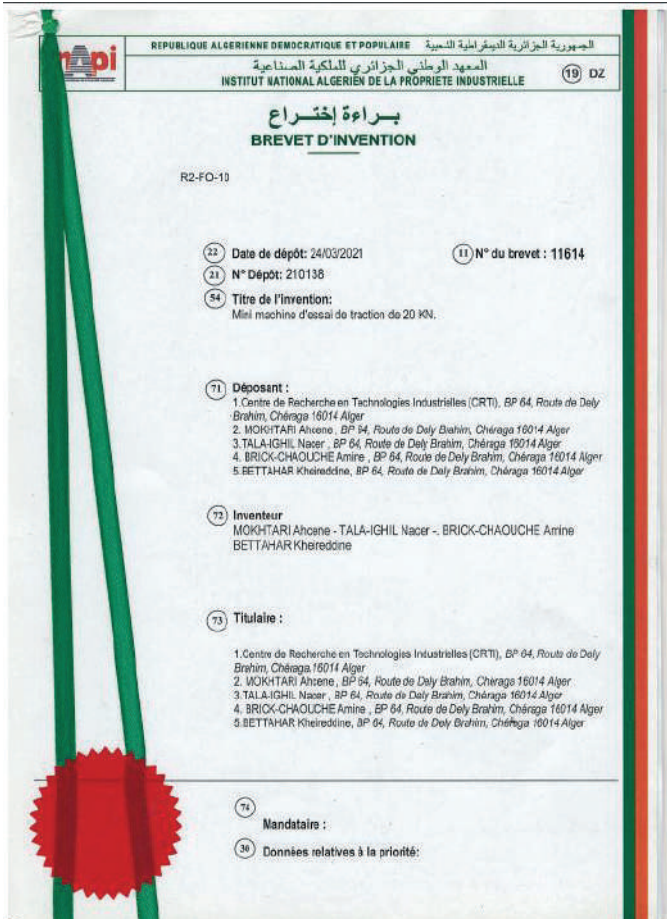 napi
REPUBLIQUE ALGERIENNE DEMOCRATIQUE ET POPULAIRE الجمهورية الجزائرية الديمقراطية الشعبية
المعهد الوطني الجزائري للملكية الصناعية
INSTITUT NATIONAL ALGERIEN DE LA PROPRIETE INDUSTRIELLE
19 DZ
بــراءة إختــراع
BREVET D'INVENTION
R2-FO-10
22 Date de dépôt: 24/03/2021 11 N° du brevet : 11614
21 N° Dépôt: 210138
54 Titre de l'invention:
Mini machine d'essai de traction de 20 KN.
71 Déposant :
1.Centre de Recherche en Technologies Industrielles (CRTI), BP 64, Route de Dely
Brahim, Chéraga 16014 Alger
2. MOKHTARI Ahcene , BP 64, Route de Dely Brahim, Chéraga 16014 Alger
3.TALA-IGHIL Nacer , BP 64, Route de Dely Brahim, Chéraga 16014 Alger
4. BRICK-CHAOUCHE Amine , BP 64, Route de Dely Brahim, Chéraga 16014 Alger
5.BETTAHAR Kheireddine, BP 64, Route de Dely Brahim, Chéraga 16014 Alger
72 Inventeur
MOKHTARI Ahcene - TALA-IGHIL Nacer -. BRICK-CHAOUCHE Amine
BETTAHAR Kheireddine
73 Titulaire :
1.Centre de Recherche en Technologies Industrielles (CRTI), BP 64, Route de Dely
Brahim, Chéraga 16014 Alger
2. MOKHTARI Ahcene , BP 64, Route de Dely Brahim, Chéraga 16014 Alger
3.TALA-IGHIL Nacer , BP 64, Route de Dely Brahim, Chéraga 16014 Alger
4. BRICK-CHAOUCHE Amine , BP 64, Route de Dely Brahim, Chéraga 16014 Alger
5.BETTAHAR Kheireddine, BP 64, Route de Dely Brahim, Chéraga 16014 Alger
74
Mandataire :
30 Données relatives à la priorité: